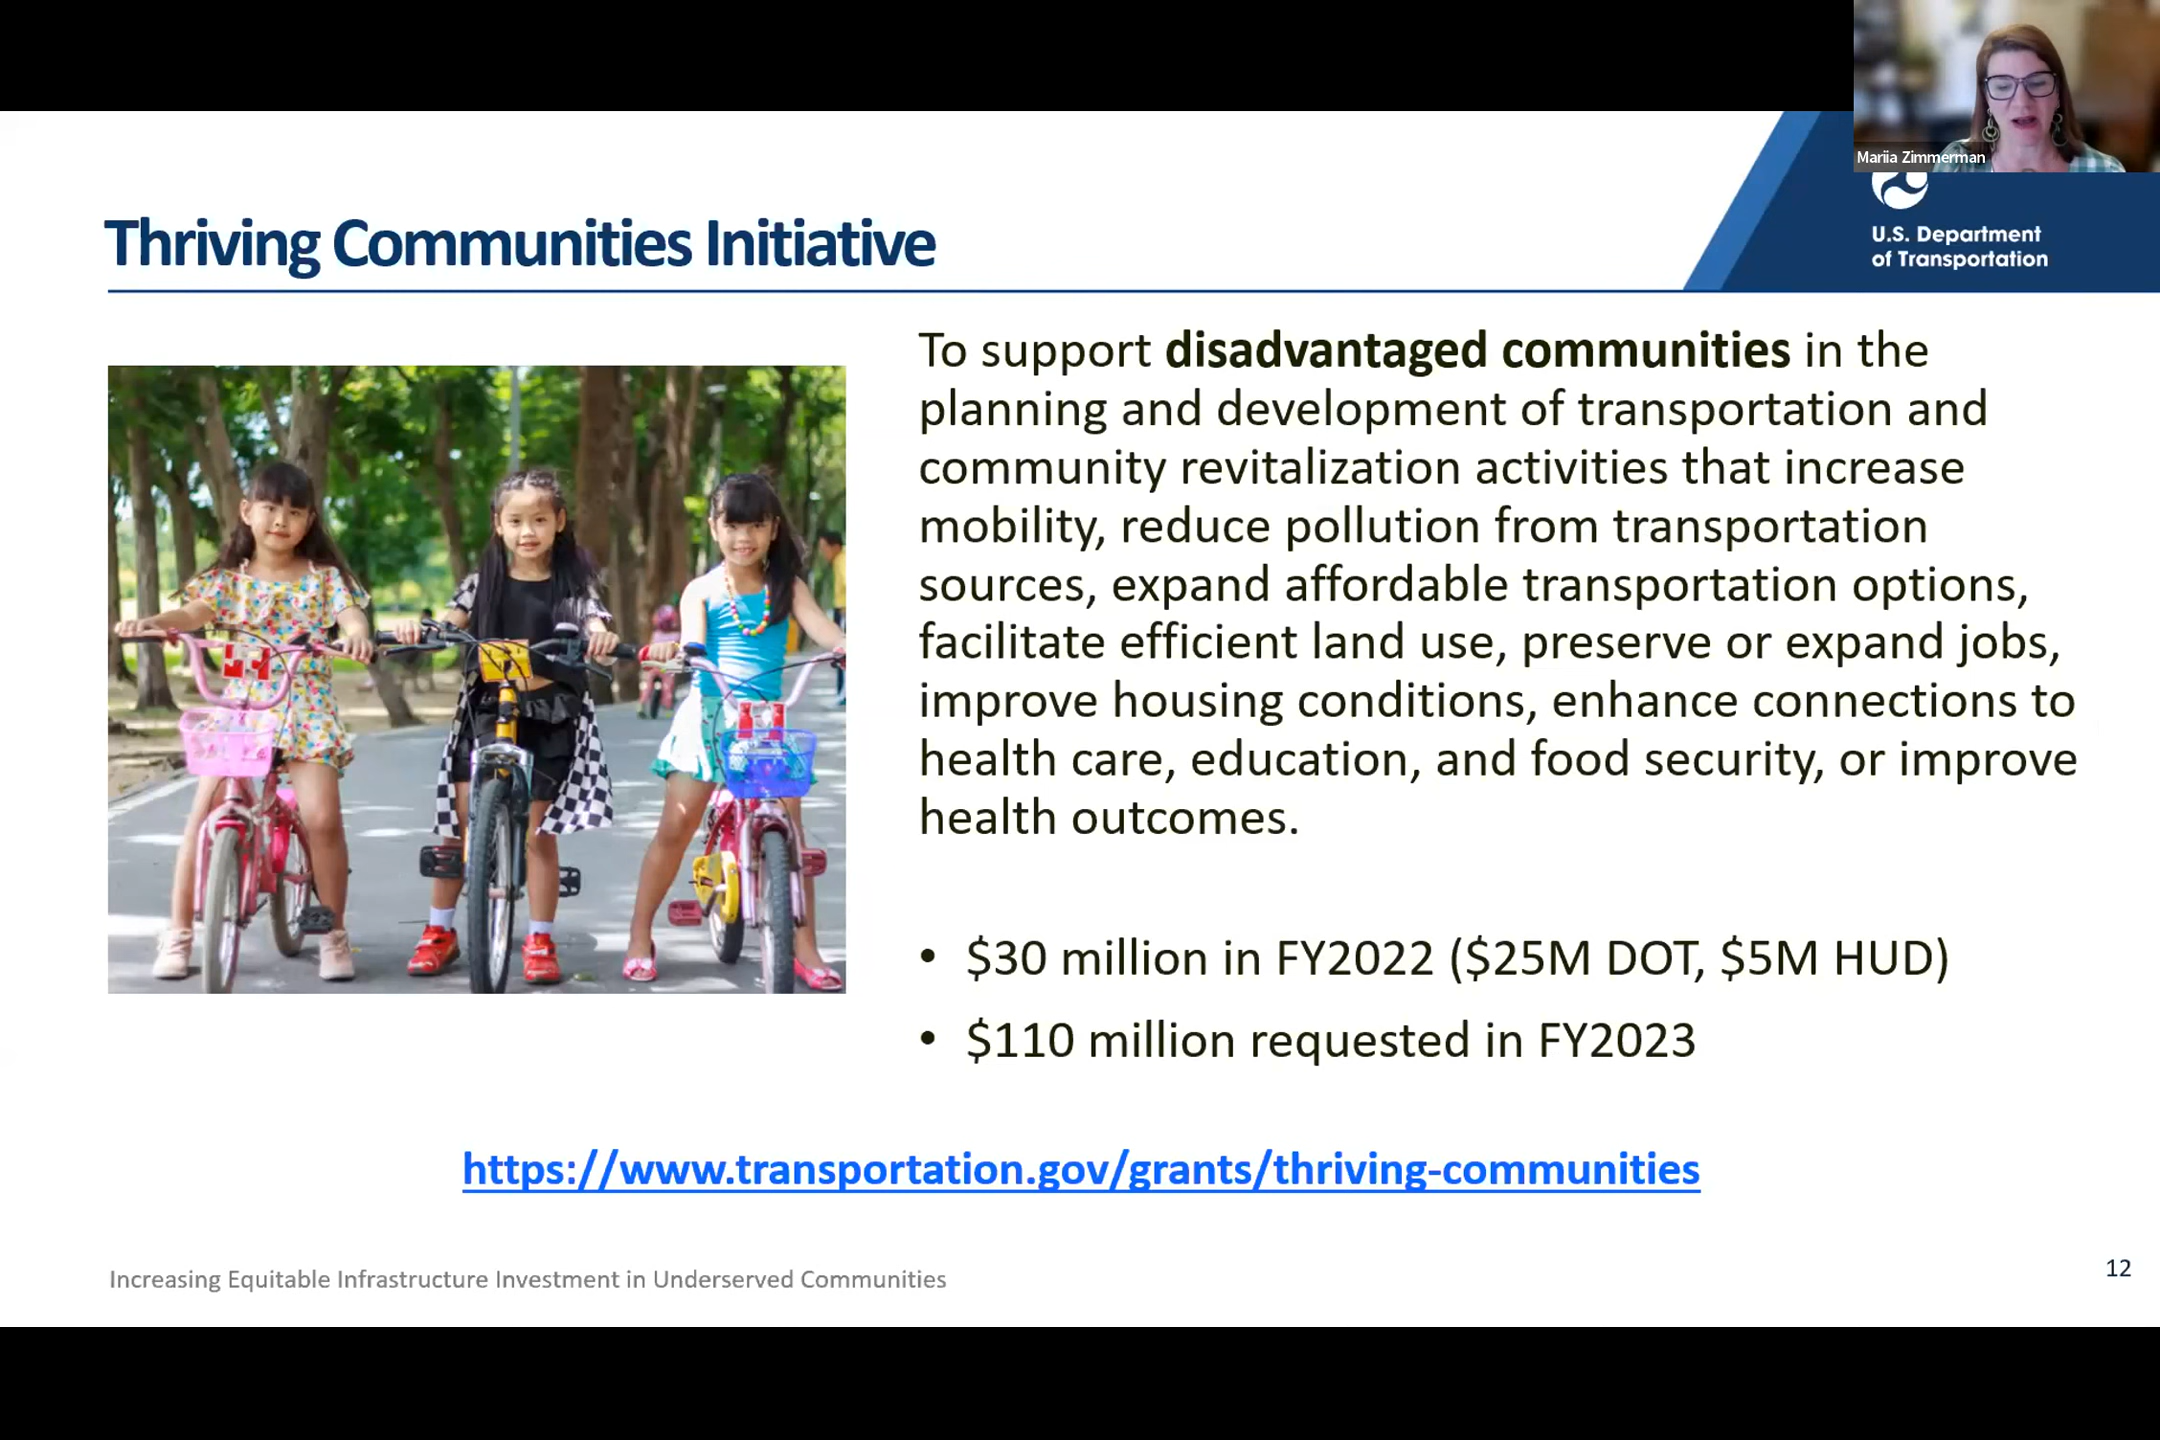 Mariia Zimmerman
U.S. Department
of Transportation
Thriving Communities Initiative
To support disadvantaged communities in the
planning and development of transportation and
community revitalization activities that increase
mobility, reduce pollution from transportation
sources, expand affordable transportation options,
facilitate efficient land use, preserve or expand jobs,
improve housing conditions, enhance connections to
health care, education, and food security, or improve
health outcomes.
• $30 million in FY2022 ($25M DOT, $5M HUD)
• $110 million requested in FY2023
https://www.transportation.gov/grants/thriving-communities
Increasing Equitable Infrastructure Investment in Underserved Communities
12